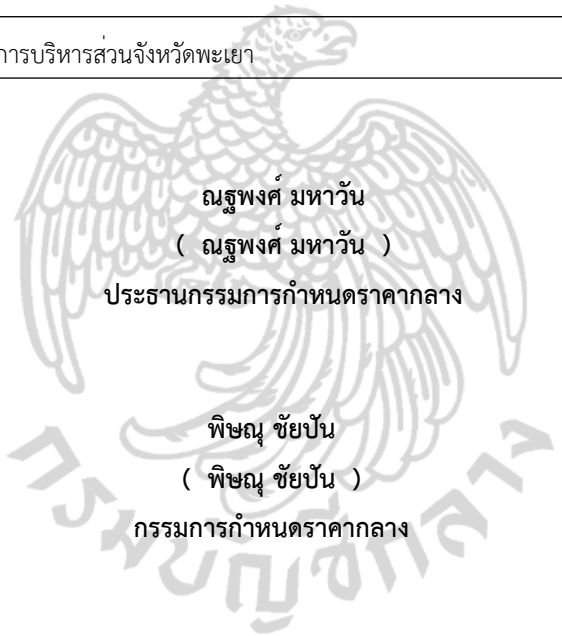 การบริหารส่วนจังหวัดพะเยา
ณฐพงศ์ มหาวัน
( ณฐพงศ์ มหาวัน )
ประธานกรรมการกำหนดราคากลาง
พิษณุ ชัยปัน
( พิษณุ ชัยปัน )
กรรมการกำหนดราคากลาง
กรมบัญชีกลาง